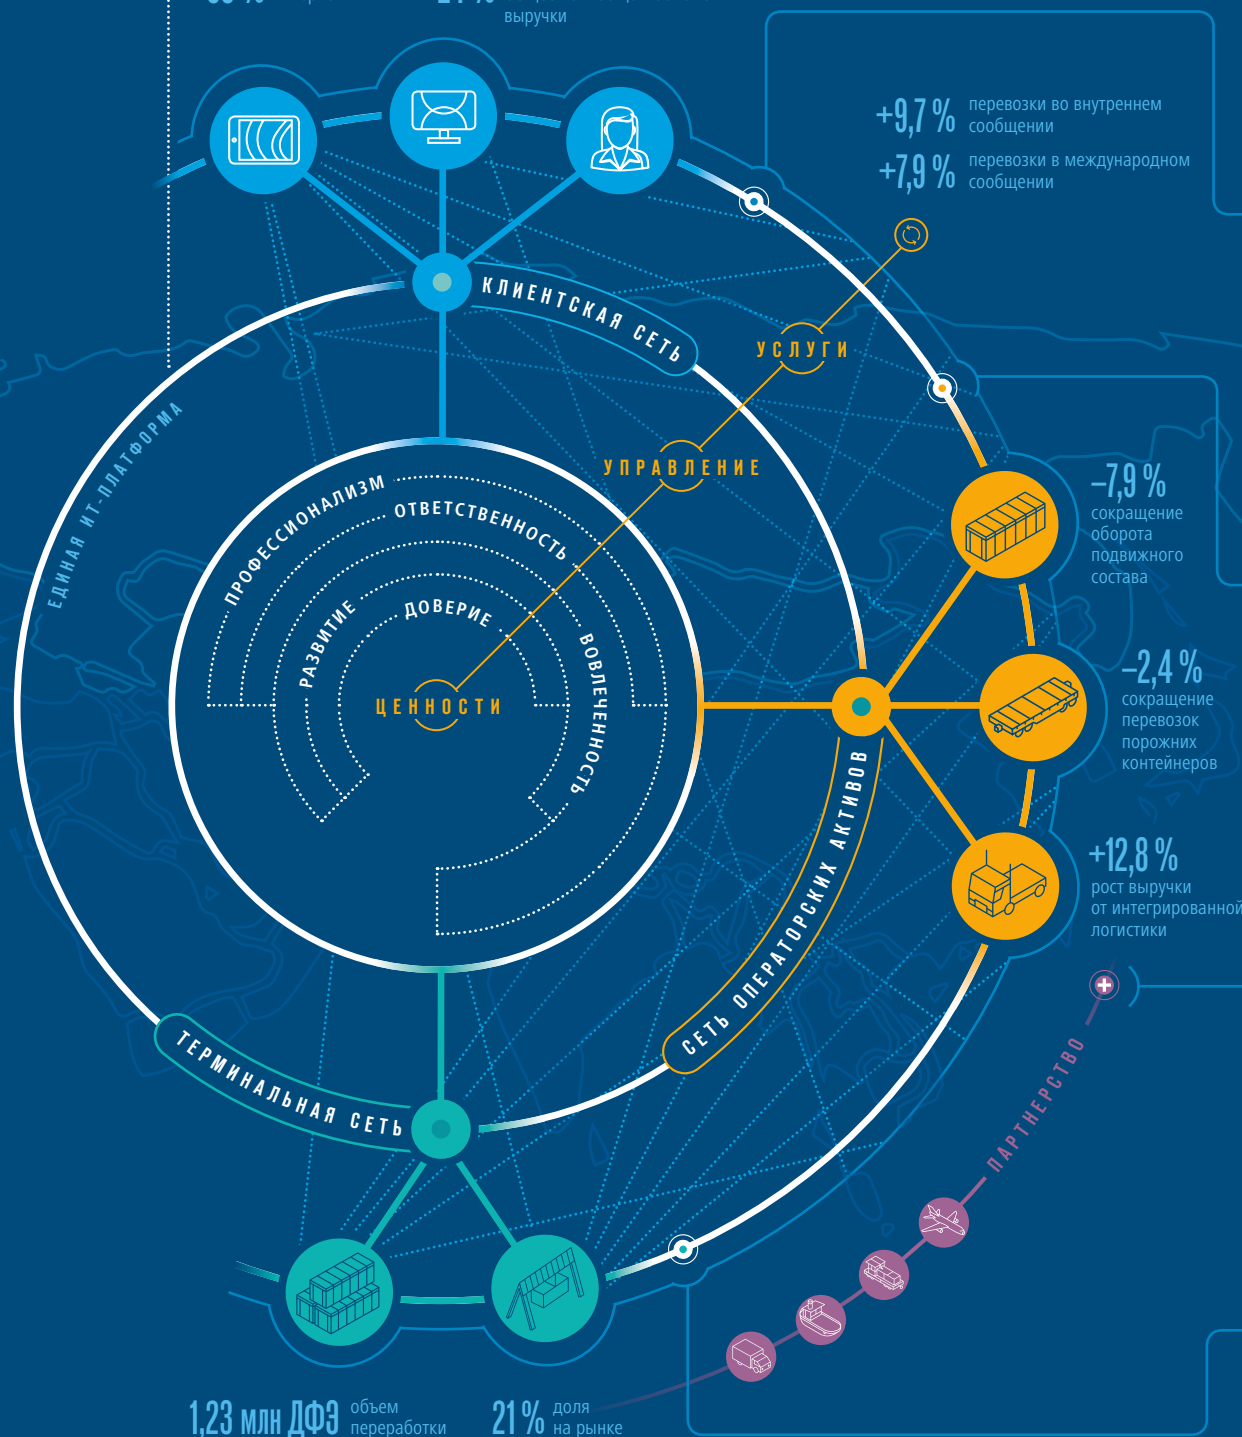 выручки
+9,7 %
перевозки во внутреннем
сообщении
+7,9 %
перевозки в международном
сообщении
КЛИЕНТСКАЯ СЕТЬ
УСЛУГИ
УПРАВЛЕНИЕ
ЕДИНАЯ ИТ-ПЛАТФОРМА
ПРОФЕССИОНАЛИЗМ
ОТВЕТСТВЕННОСТЬ
РАЗВИТИЕ
ДОВЕРИЕ
ВОВЛЕЧЕННОСТЬ
ЦЕННОСТИ
–7,9 %
сокращение
оборота
подвижного
состава
–2,4 %
сокращение
перевозок
порожних
контейнеров
СЕТЬ ОПЕРАТОРСКИХ АКТИВОВ
+12,8 %
рост выручки
от интегрированной
логистики
ТЕРМИНАЛЬНАЯ СЕТЬ
ПАРТНЕРСТВО
1,23 млн ДФЭ
объем
переработки
21 %
доля
на рынке